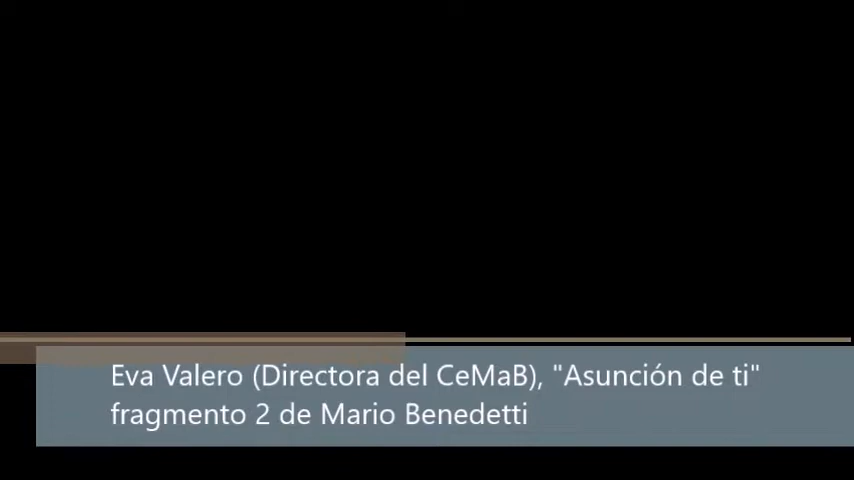 Eva Valero (Directora del CeMaB), "Asunción de ti"
fragmento 2 de Mario Benedetti